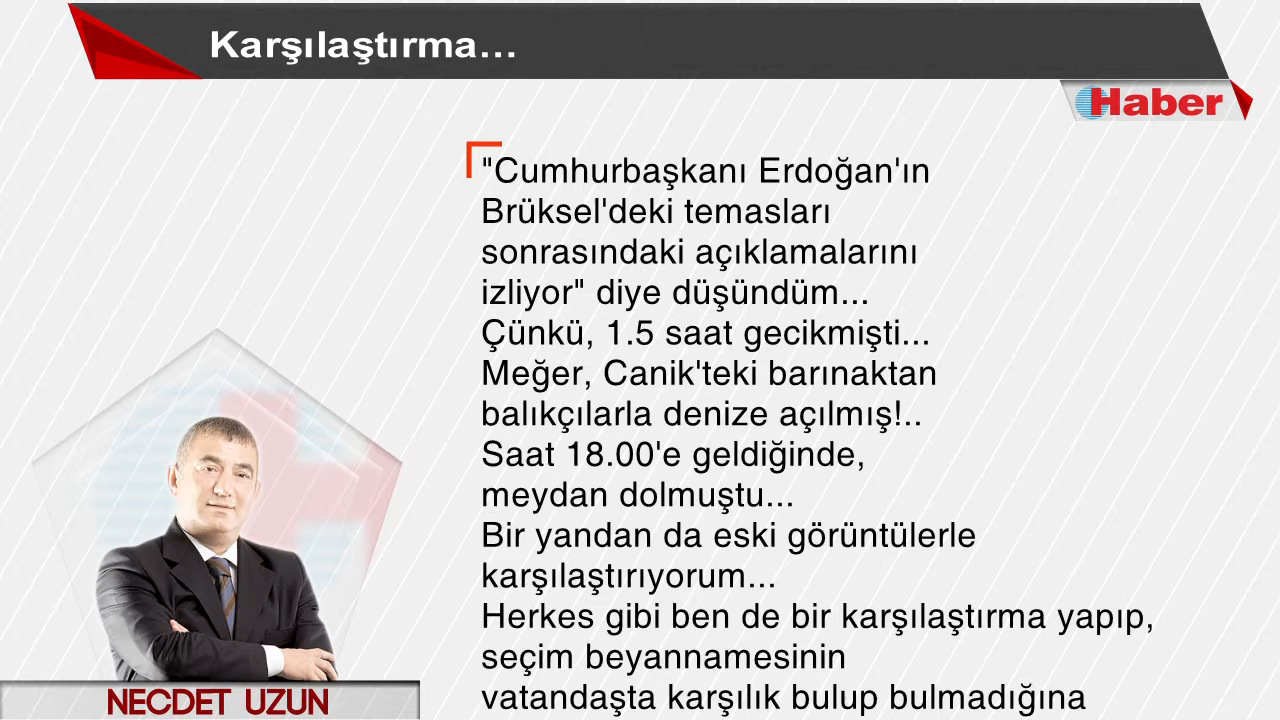 Karşılaştırma...
Haber
"Cumhurbaşkanı Erdoğan'ın
Brüksel'deki temasları
sonrasındaki açıklamalarını
izliyor" diye düşündüm...
Çünkü, 1.5 saat gecikmişti...
Meğer, Canik'teki barınaktan
balıkçılarla denize açılmış!..
Saat 18.00'e geldiğinde,
meydan dolmuştu...
Bir yandan da eski görüntülerle
karşılaştırıyorum...
Herkes gibi ben de bir karşılaştırma yapıp,
seçim beyannamesinin
vatandaşta karşılık bulup bulmadığına
NECDET UZUN